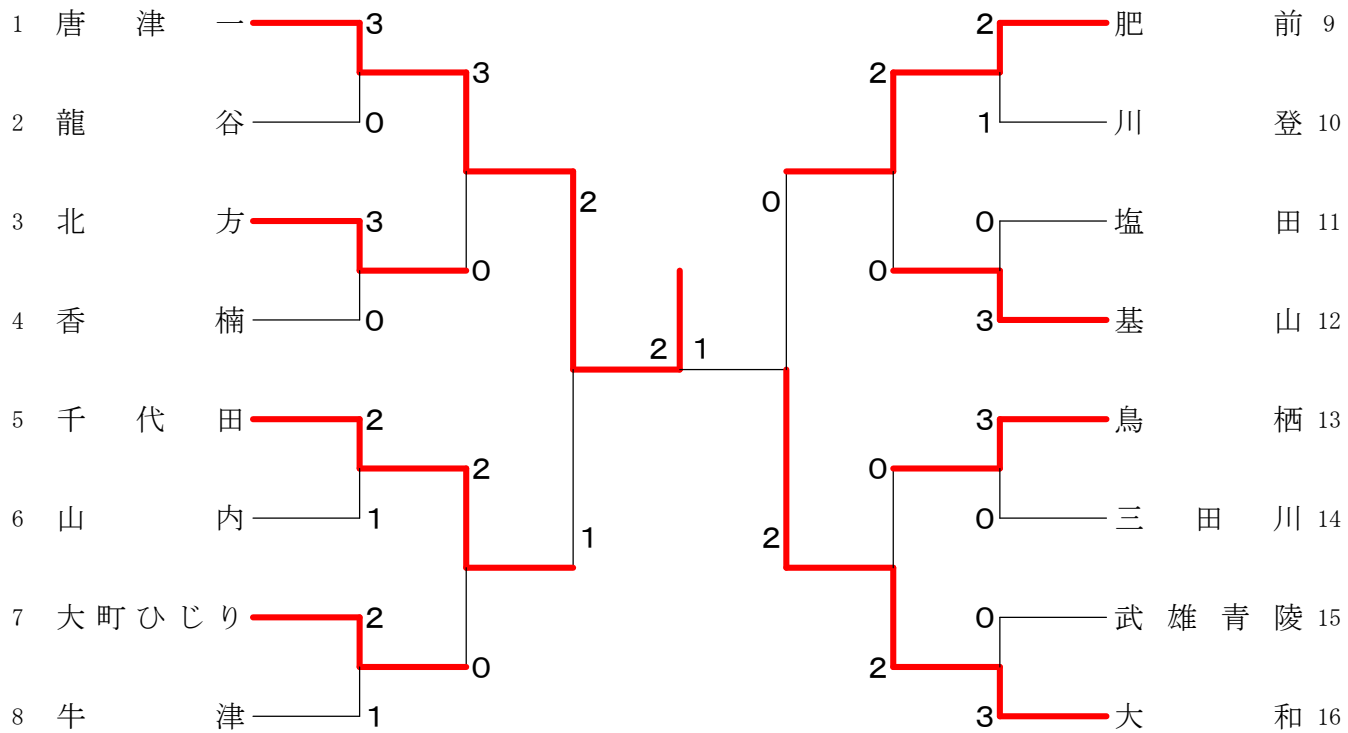 1 唐津一 3
3
2 龍谷 0
2
3 北方 3
0
4 香楠 0
2 1
5 千代田 2
2
6 山内 1
1
7 大町ひじり 2
0
8 牛津 1
2 肥前 9
2
1 川登 10
0
0 塩田 11
0
3 基山 12
3 鳥栖 13
0
0 三田川 14
2
0 武雄青陵 15
2
3 大和 16